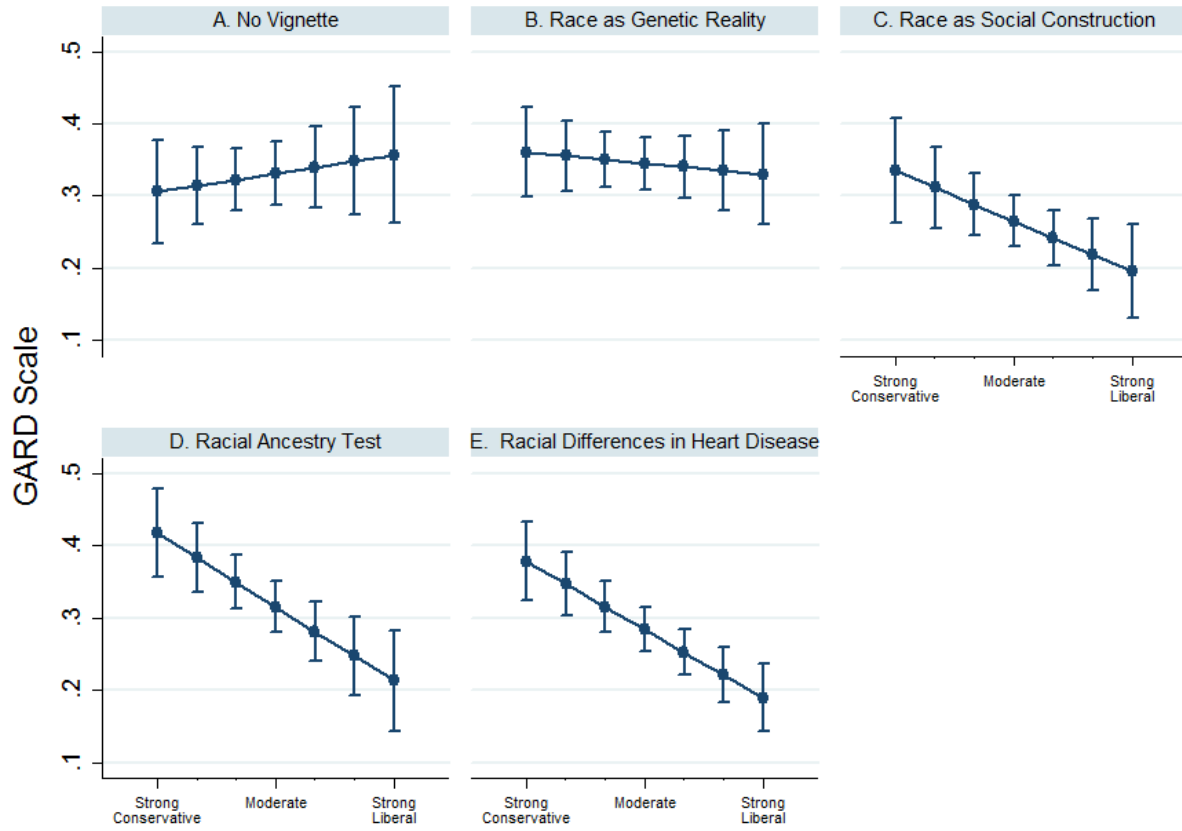 A. No Vignette
B. Race as Genetic Reality
C. Race as Social Construction
.5
.4
.3
.2
.1
Strong
Conservative
Moderate
Strong
Liberal
GARD Scale
D. Racial Ancestry Test
E. Racial Differences in Heart Disease
.5
.4
.3
.2
.1
Strong
Conservative
Moderate
Strong
Liberal
Strong
Conservative
Moderate
Strong
Liberal